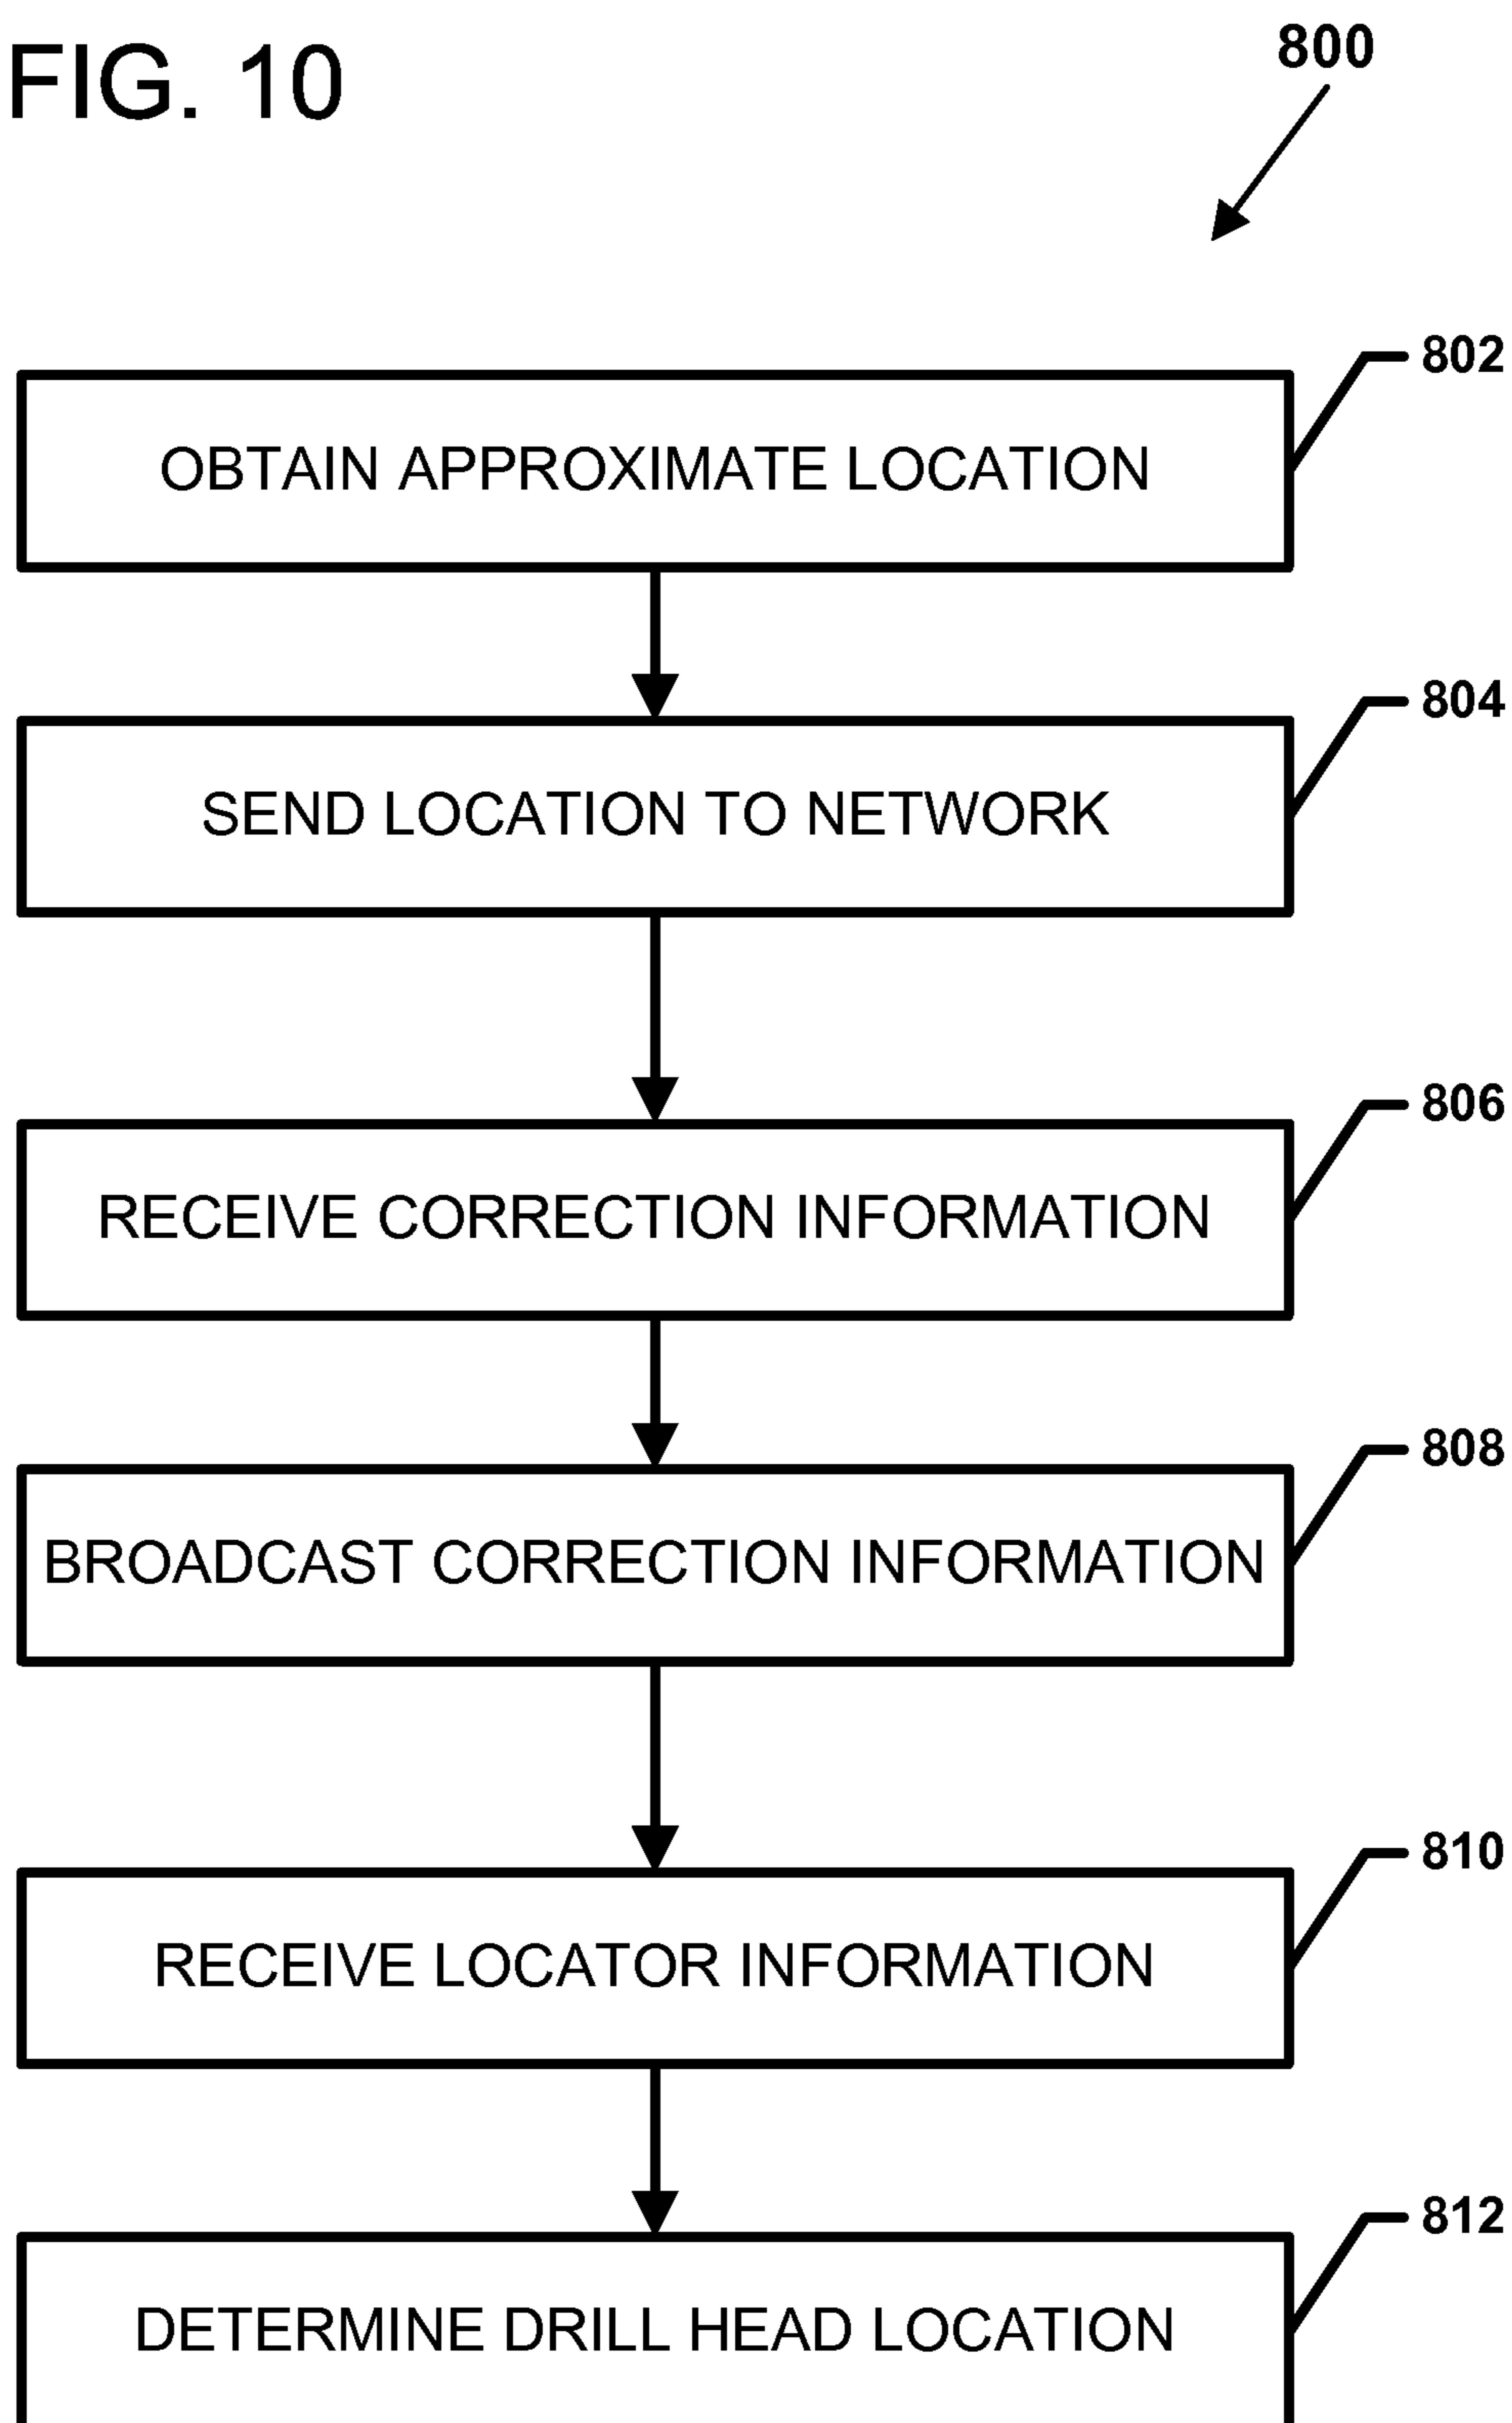 FIG. 10
800
802
OBTAIN APPROXIMATE LOCATION
804
SEND LOCATION TO NETWORK
806
RECEIVE CORRECTION INFORMATION
808
BROADCAST CORRECTION INFORMATION
810
RECEIVE LOCATOR INFORMATION
812
DETERMINE DRILL HEAD LOCATION